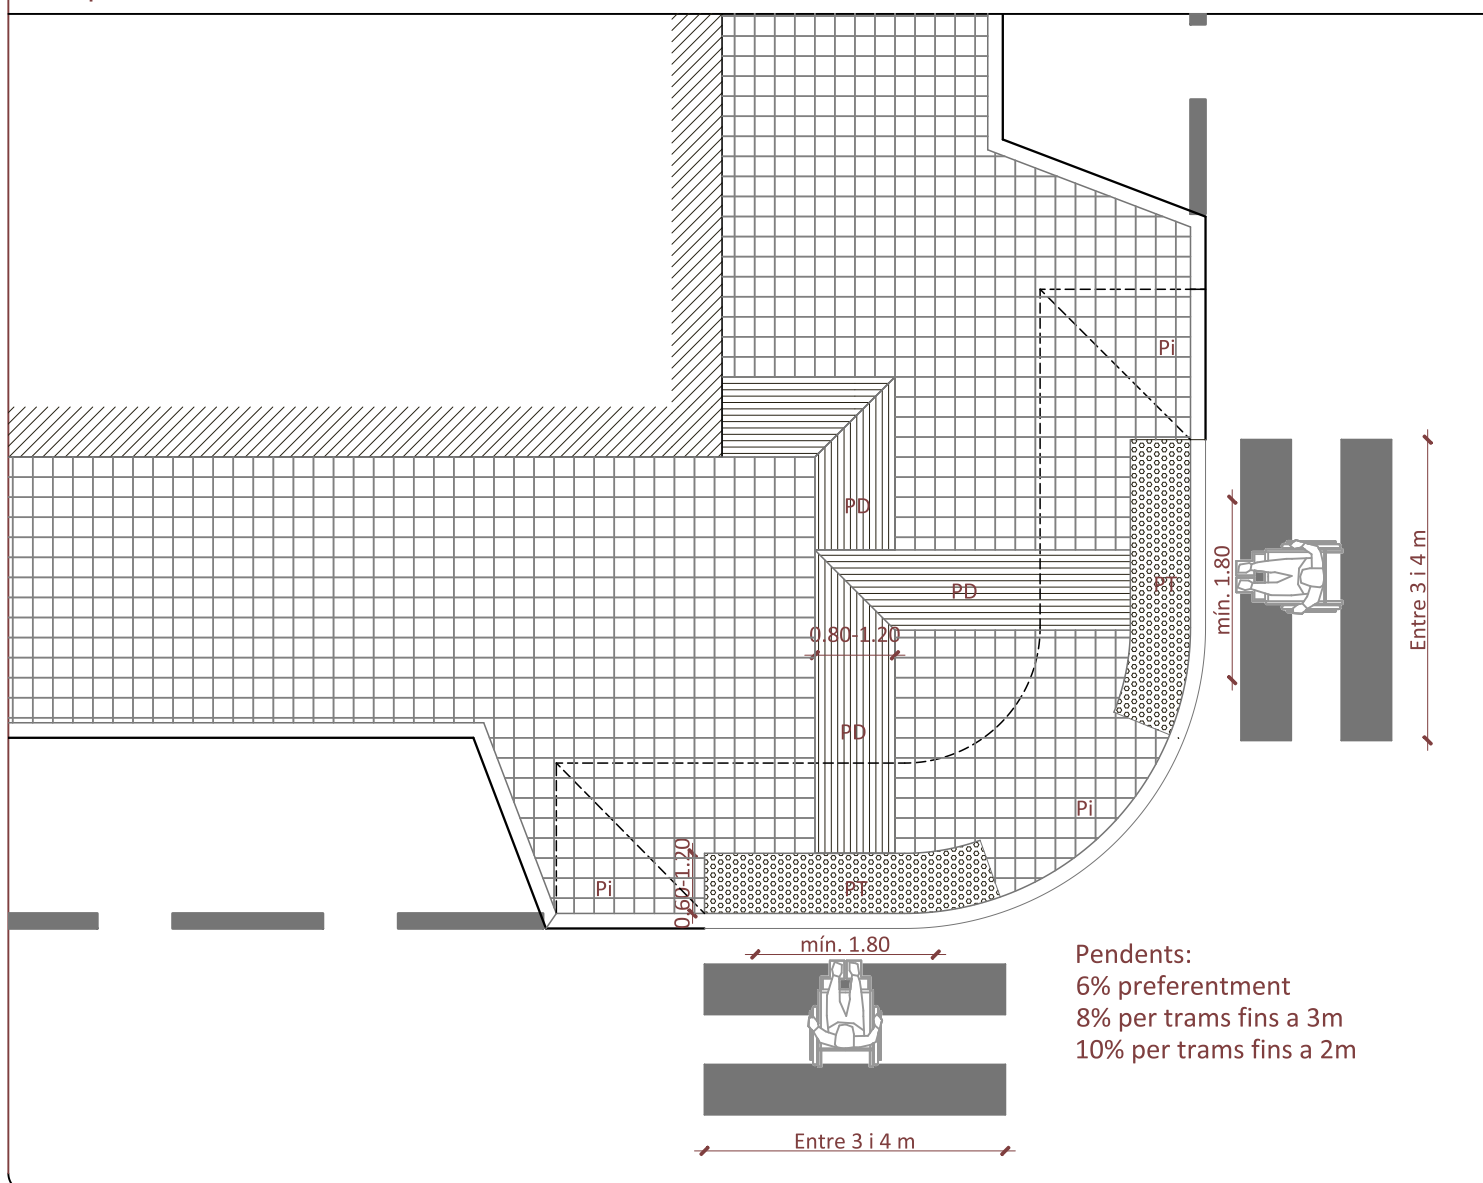 Pi
PD
PD
PT
mín. 1.80
Entre 3 i 4 m
0.80-1.20
PD
Pi
0.60-1.20
Pi
PT
mín. 1.80
Pendents:
6% preferentment
8% per trams fins a 3m
10% per trams fins a 2m
Entre 3 i 4 m